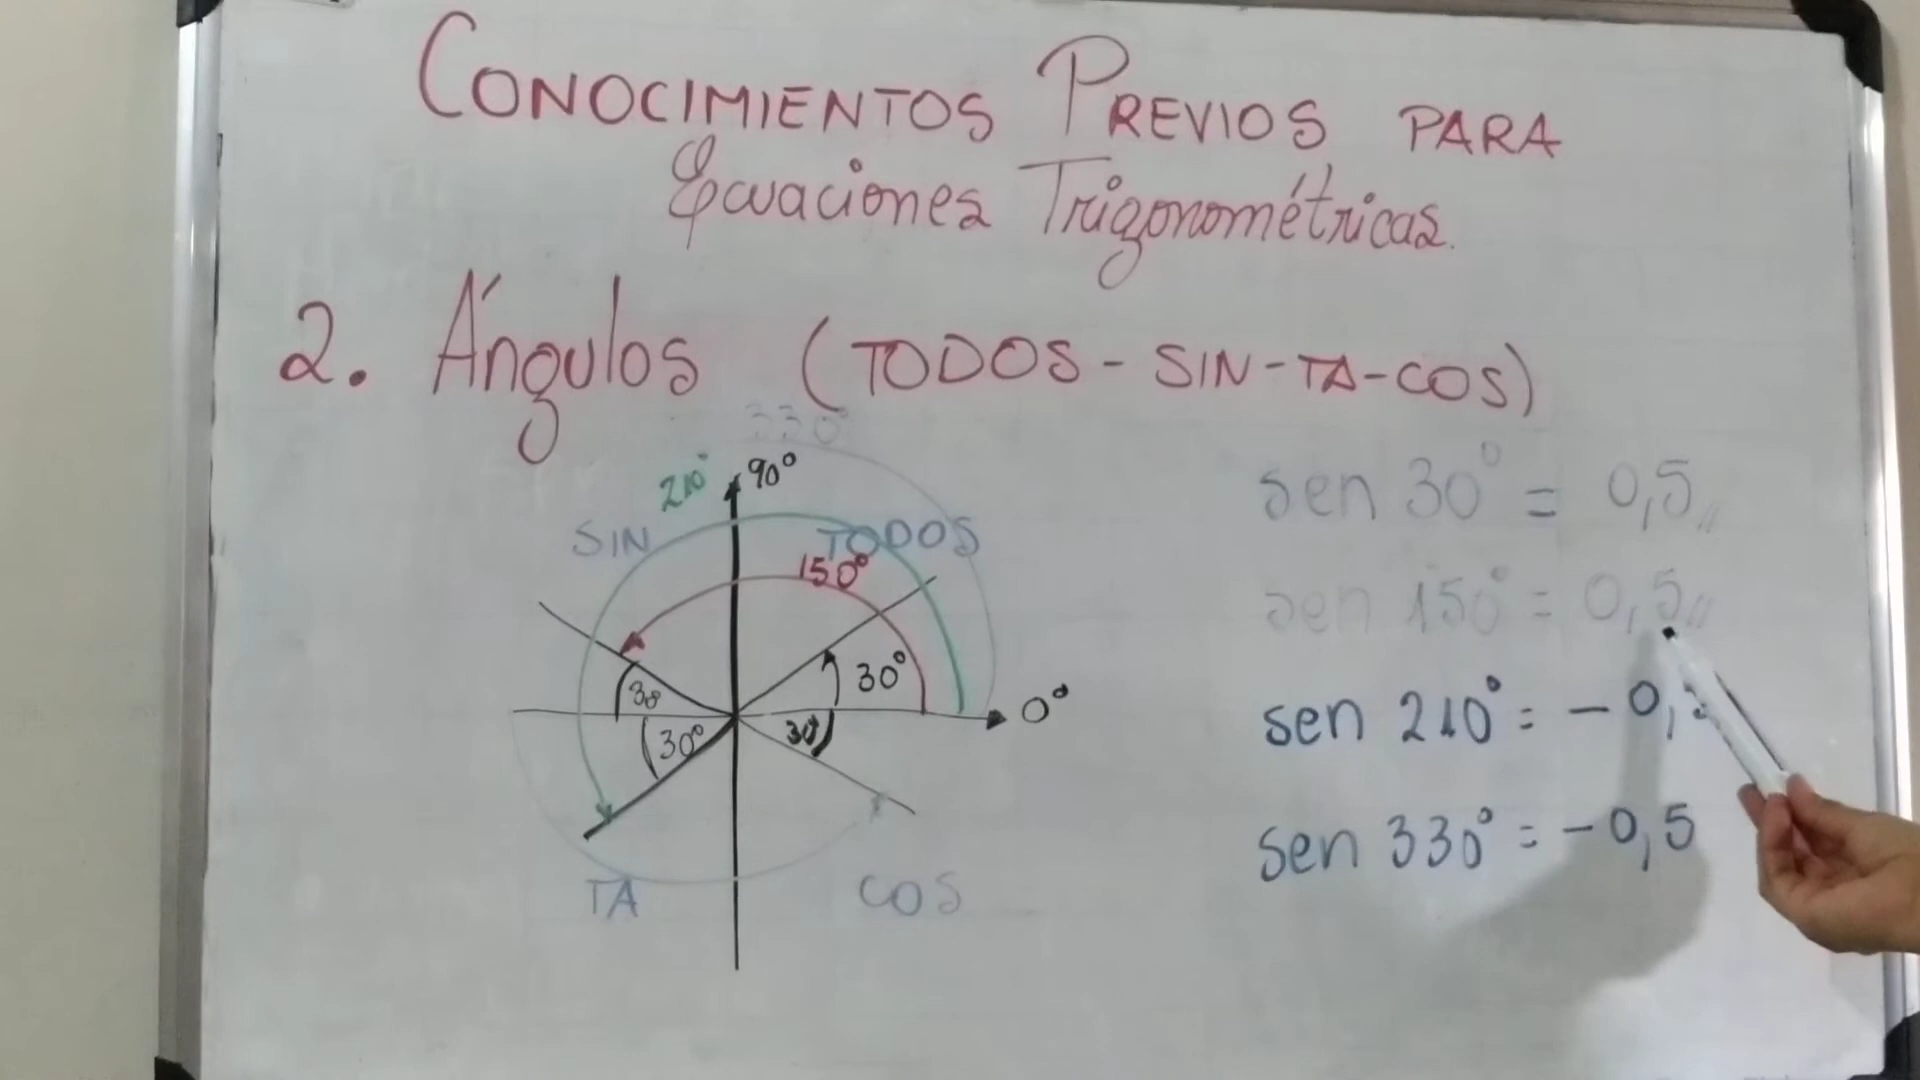 CONOCIMIENTOS PREVIOS PARA
Ecuaciones Trigonométricas.
2. Ángulos (TODOS - SIN - TA - COS)
330°
210° 90°
SIN TODOS
150°
30 30°
0°
30° 30°
TA COS
sen 30° = 0,5
sen 150° = 0,5
sen 210° = - 0,
sen 330° = - 0,5